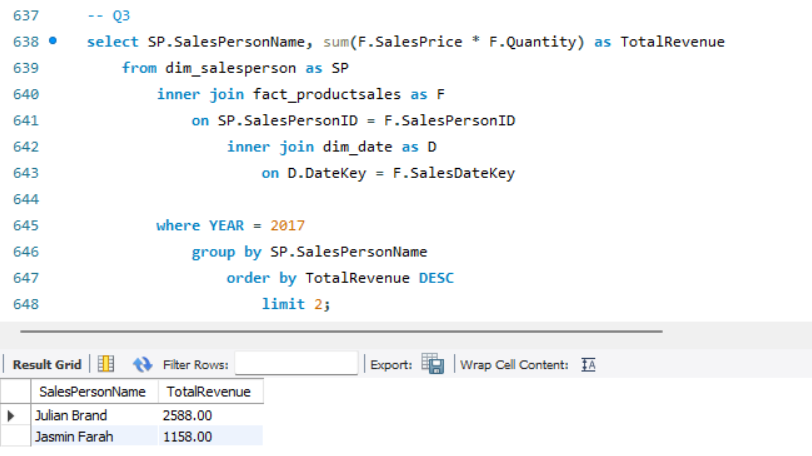 637 -- Q3
638 select SP.SalesPersonName, sum(F.SalesPrice * F.Quantity) as TotalRevenue
639 from dim_salesperson as SP
640 inner join fact_productsales as F
641 on SP.SalesPersonID = F.SalesPersonID
642 inner join dim_date as D
643 on D.DateKey = F.SalesDateKey
644
645 where YEAR = 2017
646 group by SP.SalesPersonName
647 order by TotalRevenue DESC
648 limit 2;
Result Grid Filter Rows: Export: Wrap Cell Content: IA
SalesPersonName TotalRevenue
Julian Brand 2588.00
Jasmin Farah 1158.00